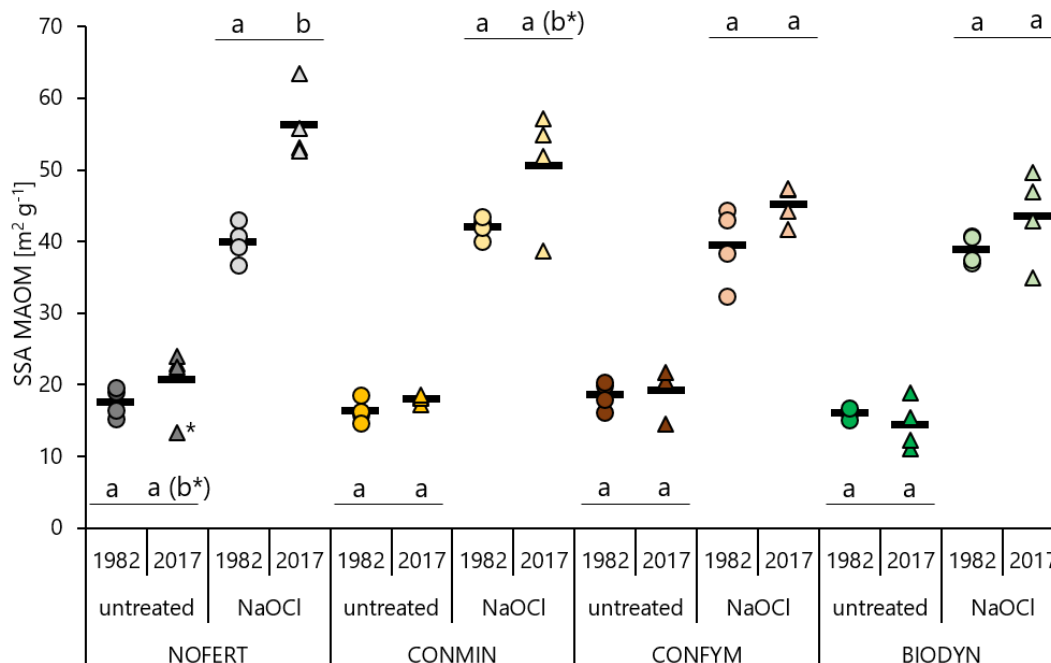 70
60
50
40
30
20
10
0
SSA MAOM [m² g⁻¹]
a b
a a (b*)
a a
a a
*
a a (b*)
a a
a a
a a
1982 2017 1982 2017 1982 2017 1982 2017 1982 2017 1982 2017 1982 2017 1982 2017
untreated NaOCl untreated NaOCl untreated NaOCl untreated NaOCl
NOFERT CONMIN CONFYM BIODYN